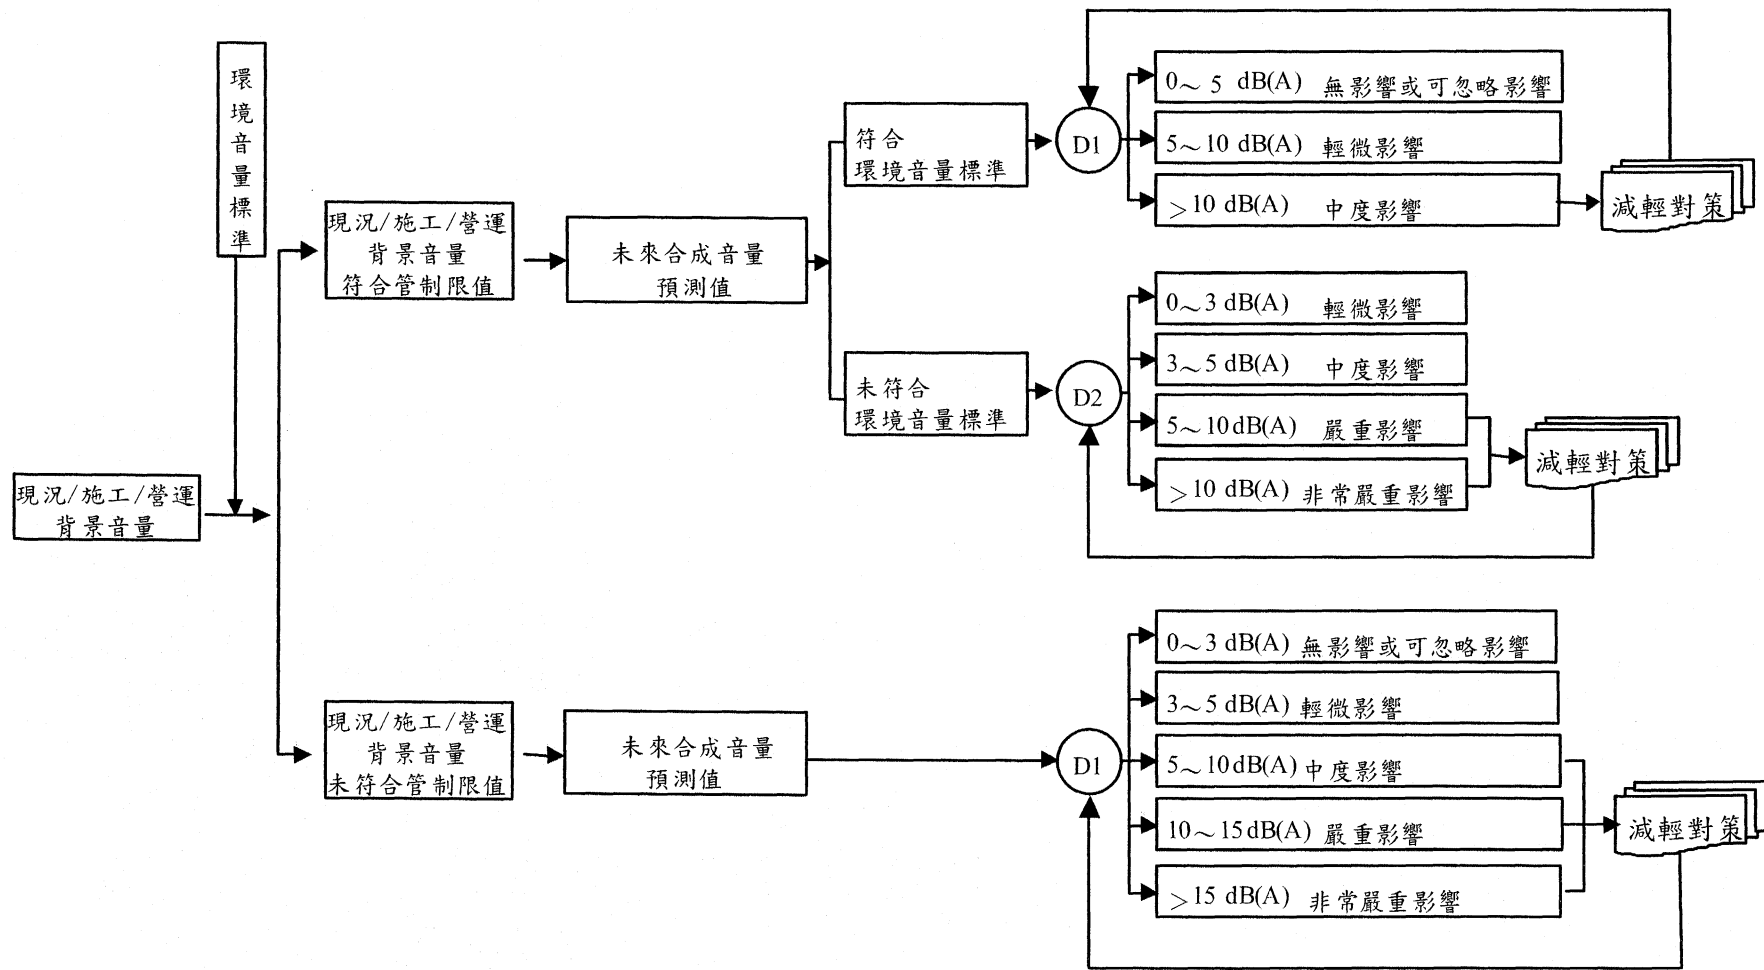 環境音量標準
現況/施工/營運
背景音量
現況/施工/營運
背景音量
符合管制限值
未來合成音量
預測值
符合
環境音量標準
D1
0～5 dB(A) 無影響或可忽略影響
5～10 dB(A) 輕微影響
>10 dB(A) 中度影響
減輕對策
未符合
環境音量標準
D2
0～3 dB(A) 輕微影響
3～5 dB(A) 中度影響
5～10dB(A) 嚴重影響
>10 dB(A) 非常嚴重影響
減輕對策
現況/施工/營運
背景音量
未符合管制限值
未來合成音量
預測值
D1
0～3 dB(A) 無影響或可忽略影響
3～5 dB(A) 輕微影響
5～10dB(A) 中度影響
10～15dB(A) 嚴重影響
>15 dB(A) 非常嚴重影響
減輕對策